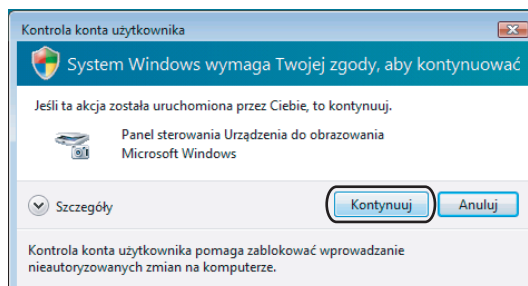 Kontrola konta użytkownika
System Windows wymaga Twojej zgody, aby kontynuować
Jeśli ta akcja została uruchomiona przez Ciebie, to kontynuuj.
Panel sterowania Urządzenia do obrazowania
Microsoft Windows
Szczegóły
Kontynuuj
Anuluj
Kontrola konta użytkownika pomaga zablokować wprowadzanie
nieautoryzowanych zmian na komputerze.